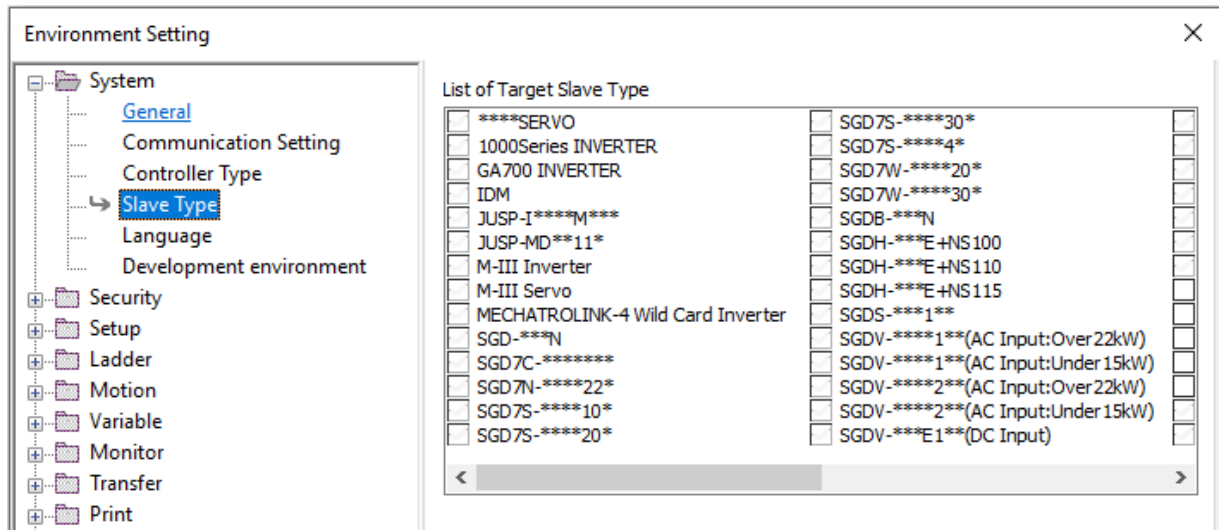 Environment Setting
System
General
Communication Setting
Controller Type
Slave Type
Language
Development environment
Security
Setup
Ladder
Motion
Variable
Monitor
Transfer
Print
List of Target Slave Type
****SERVO
1000Series INVERTER
GA700 INVERTER
IDM
JUSP-I****M***
JUSP-MD**11*
M-III Inverter
M-III Servo
MECHATROLINK-4 Wild Card Inverter
SGD-***N
SGD7C-*******
SGD7N-****22*
SGD7S-****10*
SGD7S-****20*
SGD7S-****30*
SGD7S-****4*
SGD7W-****20*
SGD7W-****30*
SGDB-***N
SGDH-***E+NS100
SGDH-***E+NS110
SGDH-***E+NS115
SGDS-***1**
SGDV-****1**(AC Input:Over22kW)
SGDV-****1**(AC Input:Under15kW)
SGDV-****2**(AC Input:Over22kW)
SGDV-****2**(AC Input:Under15kW)
SGDV-***E1**(DC Input)